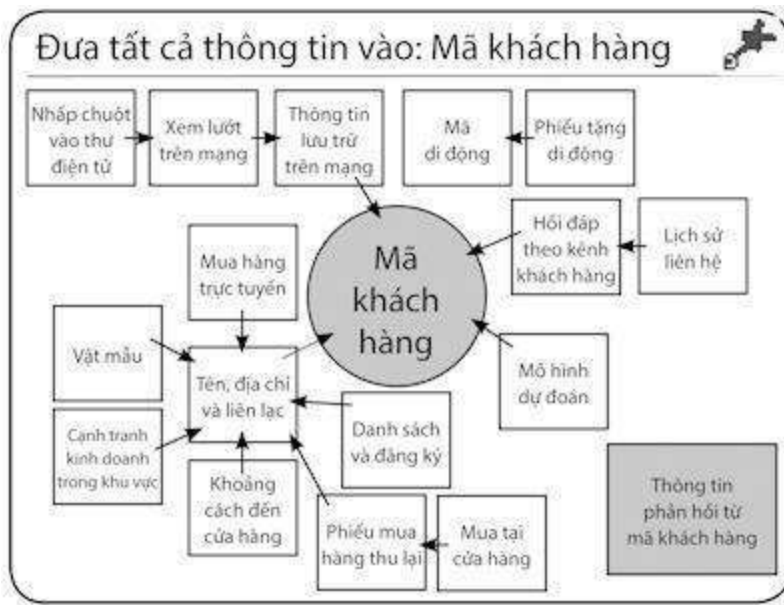 Đưa tất cả thông tin vào: Mã khách hàng
Nhấp chuột
vào thư
điện tử
Xem lướt
trên mạng
Thông tin
lưu trữ
trên mạng
Mã
di động
Phiếu tặng
di động
Mua hàng
trực tuyến
Mã
khách
hàng
Hồi đáp
theo kênh
khách hàng
Lịch sử
liên hệ
Vật mẫu
Tên, địa chỉ
và liên lạc
Mô hình
dự đoán
Cạnh tranh
kinh doanh
trong khu vực
Danh sách
và đăng ký
Khoảng
cách đến
cửa hàng
Phiếu mua
hàng thu lại
Mua tại
cửa hàng
Thông tin
phản hồi từ
mã khách hàng